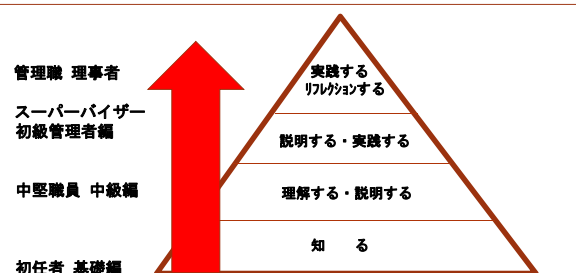 管理職 理事者
実践する
リフレクションする
スーパーバイザー
初級管理者編
説明する・実践する
中堅職員 中級編
理解する・説明する
知　　る
初任者 基礎編